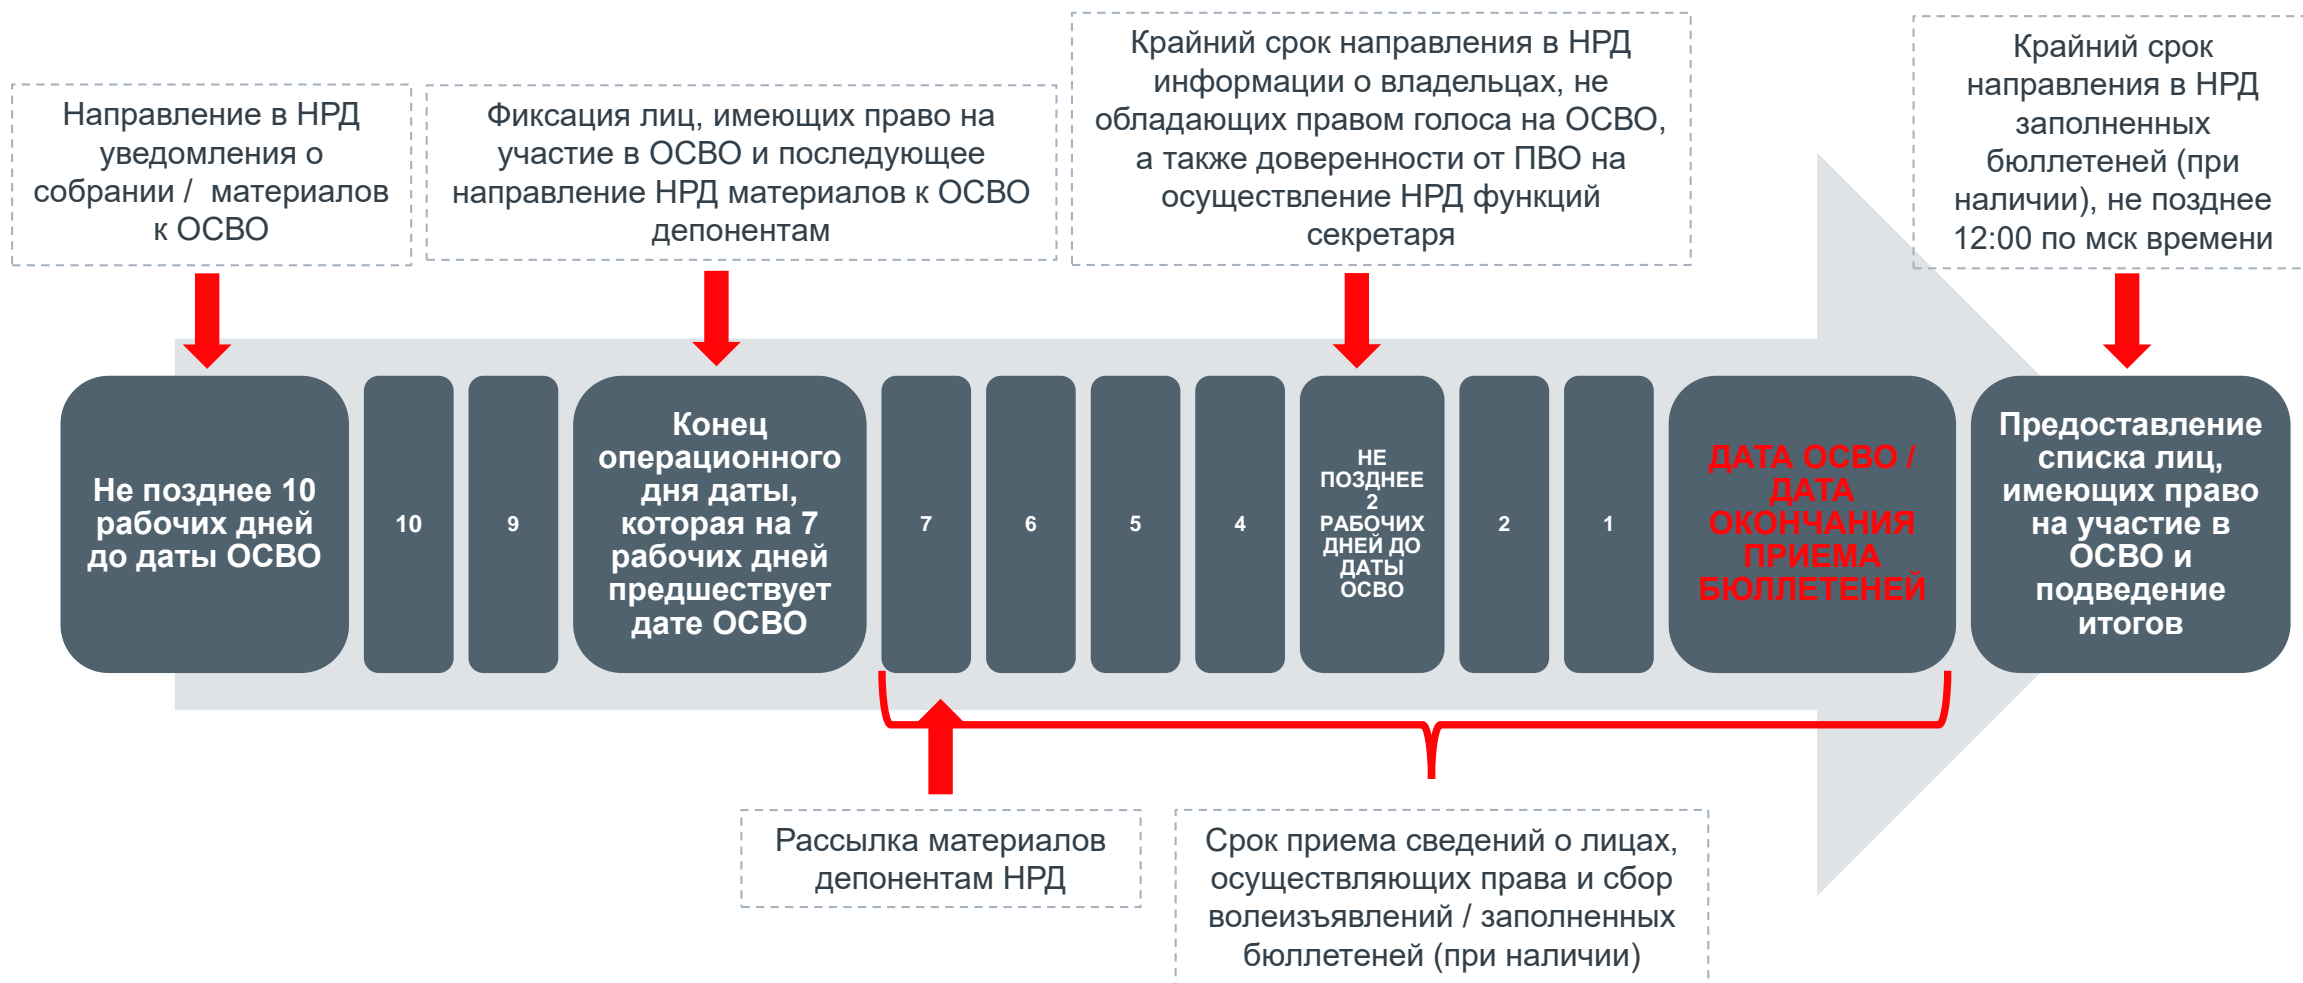 Направление в НРД
уведомления о
собрании / материалов
к ОСВО
Фиксация лиц, имеющих право на
участие в ОСВО и последующее
направление НРД материалов к ОСВО
депонентам
Крайний срок направления в НРД
информации о владельцах, не
обладающих правом голоса на ОСВО,
а также доверенности от ПВО на
осуществление НРД функций
секретаря
Крайний срок
направления в НРД
заполненных
бюллетеней (при
наличии), не позднее
12:00 по мск времени
Не позднее 10
рабочих дней
до даты ОСВО
10
9
Конец
операционного
дня даты,
которая на 7
рабочих дней
предшествует
дате ОСВО
7
6
5
4
НЕ
ПОЗДНЕЕ
2
РАБОЧИХ
ДНЕЙ ДО
ДАТЫ
ОСВО
2
1
ДАТА ОСВО /
ДАТА
ОКОНЧАНИЯ
ПРИЕМА
БЮЛЛЕТЕНЕЙ
Предоставление
списка лиц,
имеющих право
на участие в
ОСВО и
подведение
итогов
Рассылка материалов
депонентам НРД
Срок приема сведений о лицах,
осуществляющих права и сбор
волеизъявлений / заполненных
бюллетеней (при наличии)